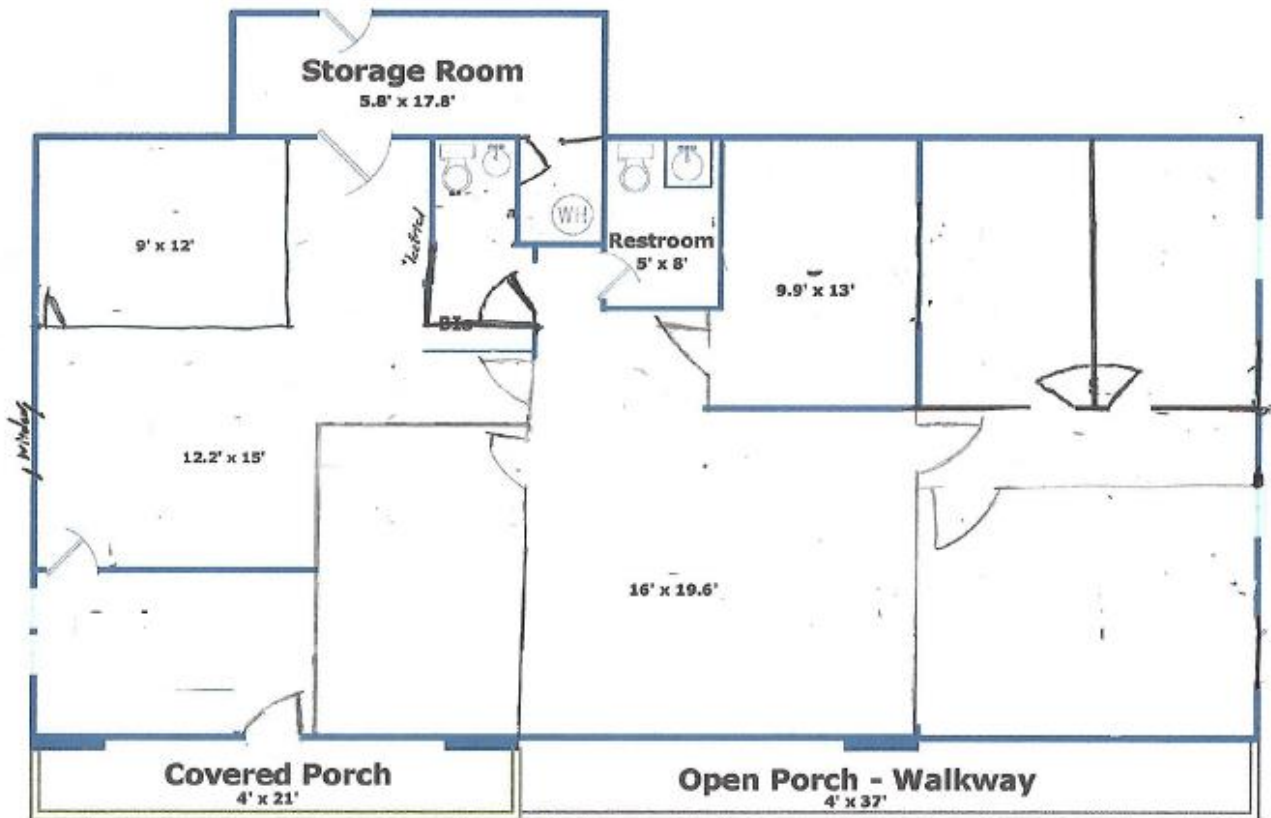 Storage Room
5.8' x 17.8'
9' x 12'
WH
Restroom
5' x 8'
9.9' x 13'
Window
12.2' x 15'
16' x 19.6'
Covered Porch
4' x 21'
Open Porch - Walkway
4' x 37'